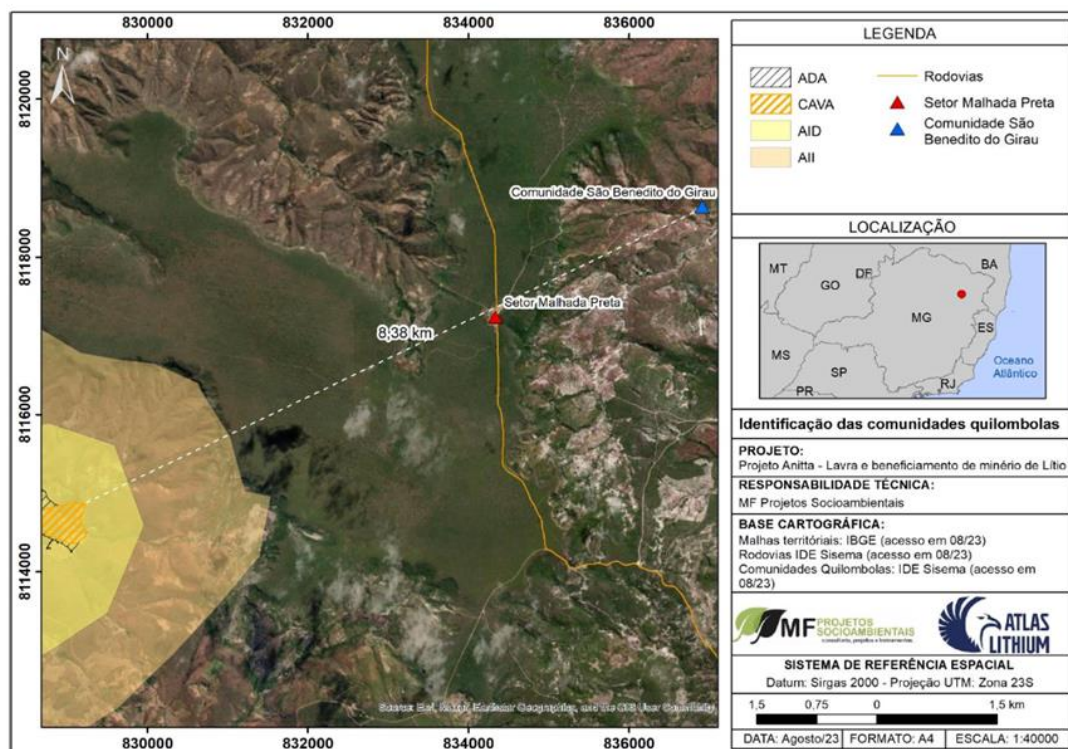 830000 832000 834000 836000
N
8120000
8118000
8116000
8114000
Comunidade São Benedito do Girau
Setor Malhada Preta
8,38 km
830000 832000 834000 836000
LEGENDA
ADA
CAVA
AID
AII
Rodovias
Setor Malhada Preta
Comunidade São
Benedito do Girau
LOCALIZAÇÃO
MT
GO
DF
BA
MG
ES
MS
SP
RJ
PR
Oceano
Atlântico
Identificação das comunidades quilombolas
PROJETO:
Projeto Anitta - Lavra e beneficiamento de minério de Lítio
RESPONSABILIDADE TÉCNICA:
MF Projetos Socioambientais
BASE CARTOGRÁFICA:
Malhas territóriais: IBGE (acesso em 08/23)
Rodovias IDE Sisema (acesso em 08/23)
Comunidades Quilombolas: IDE Sisema (acesso em
08/23)
MF PROJETOS
SOCIOAMBIENTAIS
ATLAS
LITHIUM
SISTEMA DE REFERÊNCIA ESPACIAL
Datum: Sirgas 2000 - Projeção UTM: Zona 23S
1,5 0,75 0 1,5 km
DATA: Agosto/23 FORMATO: A4 ESCALA: 1:40000